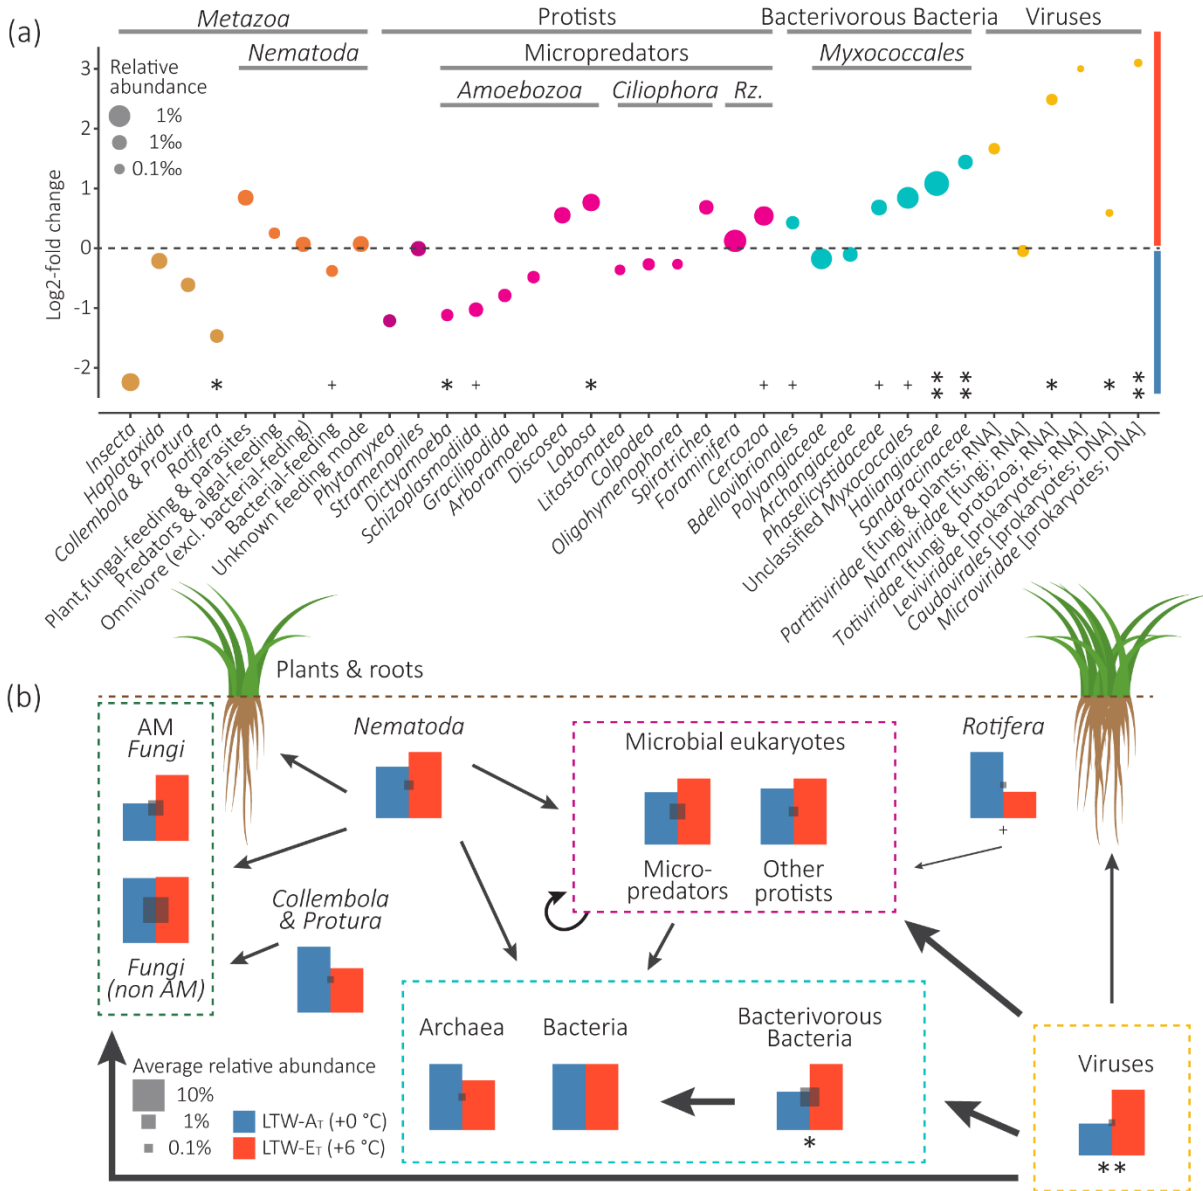 (a)
Metazoa
Protists
Bacterivorous Bacteria
Viruses
Nematoda
Micropredators
Myxococcales
Amoebozoa
Ciliophora
Rz.
Relative
abundance
1%
1‰
0.1‰
Log2-fold change
3
2
1
0
-1
-2
*
+
*
+
*
+
+
+
+
**
**
*
*
**
Insecta
Haplotaxida
Collembola & Protura
Rotifera
Plant,fungal-feeding & parasites
Predators & algal-feeding
Omnivore (excl. bacterial-feding)
Bacterial-feeding
Unknown feeding mode
Phytomyxea
Stramenopiles
Dictyamoeba
Schizoplasmodiida
Gracilipodida
Arboramoeba
Discosea
Lobosa
Litostomatea
Colpodea
Oligohymenophorea
Spirotrichea
Foraminifera
Cercozoa
Bdellovibrionales
Polyangiaceae
Archangiaceae
Phaselicystidaceae
Unclassified Myxococcales
Haliangiaceae
Sandaracinaceae
Partitiviridae [fungi & plants; RNA]
Narnaviridae [fungi; RNA]
Totiviridae [fungi & protozoa; RNA]
Leviviridae [prokaryotes; RNA]
Caudovirales [prokaryotes; DNA]
Microviridae [prokaryotes; DNA]
(b)
Plants & roots
AM
Fungi
Fungi
(non AM)
Nematoda
Collembola
& Protura
Microbial eukaryotes
Micro-
predators
Other
protists
Rotifera
+
Archaea
Bacteria
Bacterivorous
Bacteria
*
Viruses
**
Average relative abundance
10%
1%
0.1%
LTW-AT (+0 °C)
LTW-ET (+6 °C)